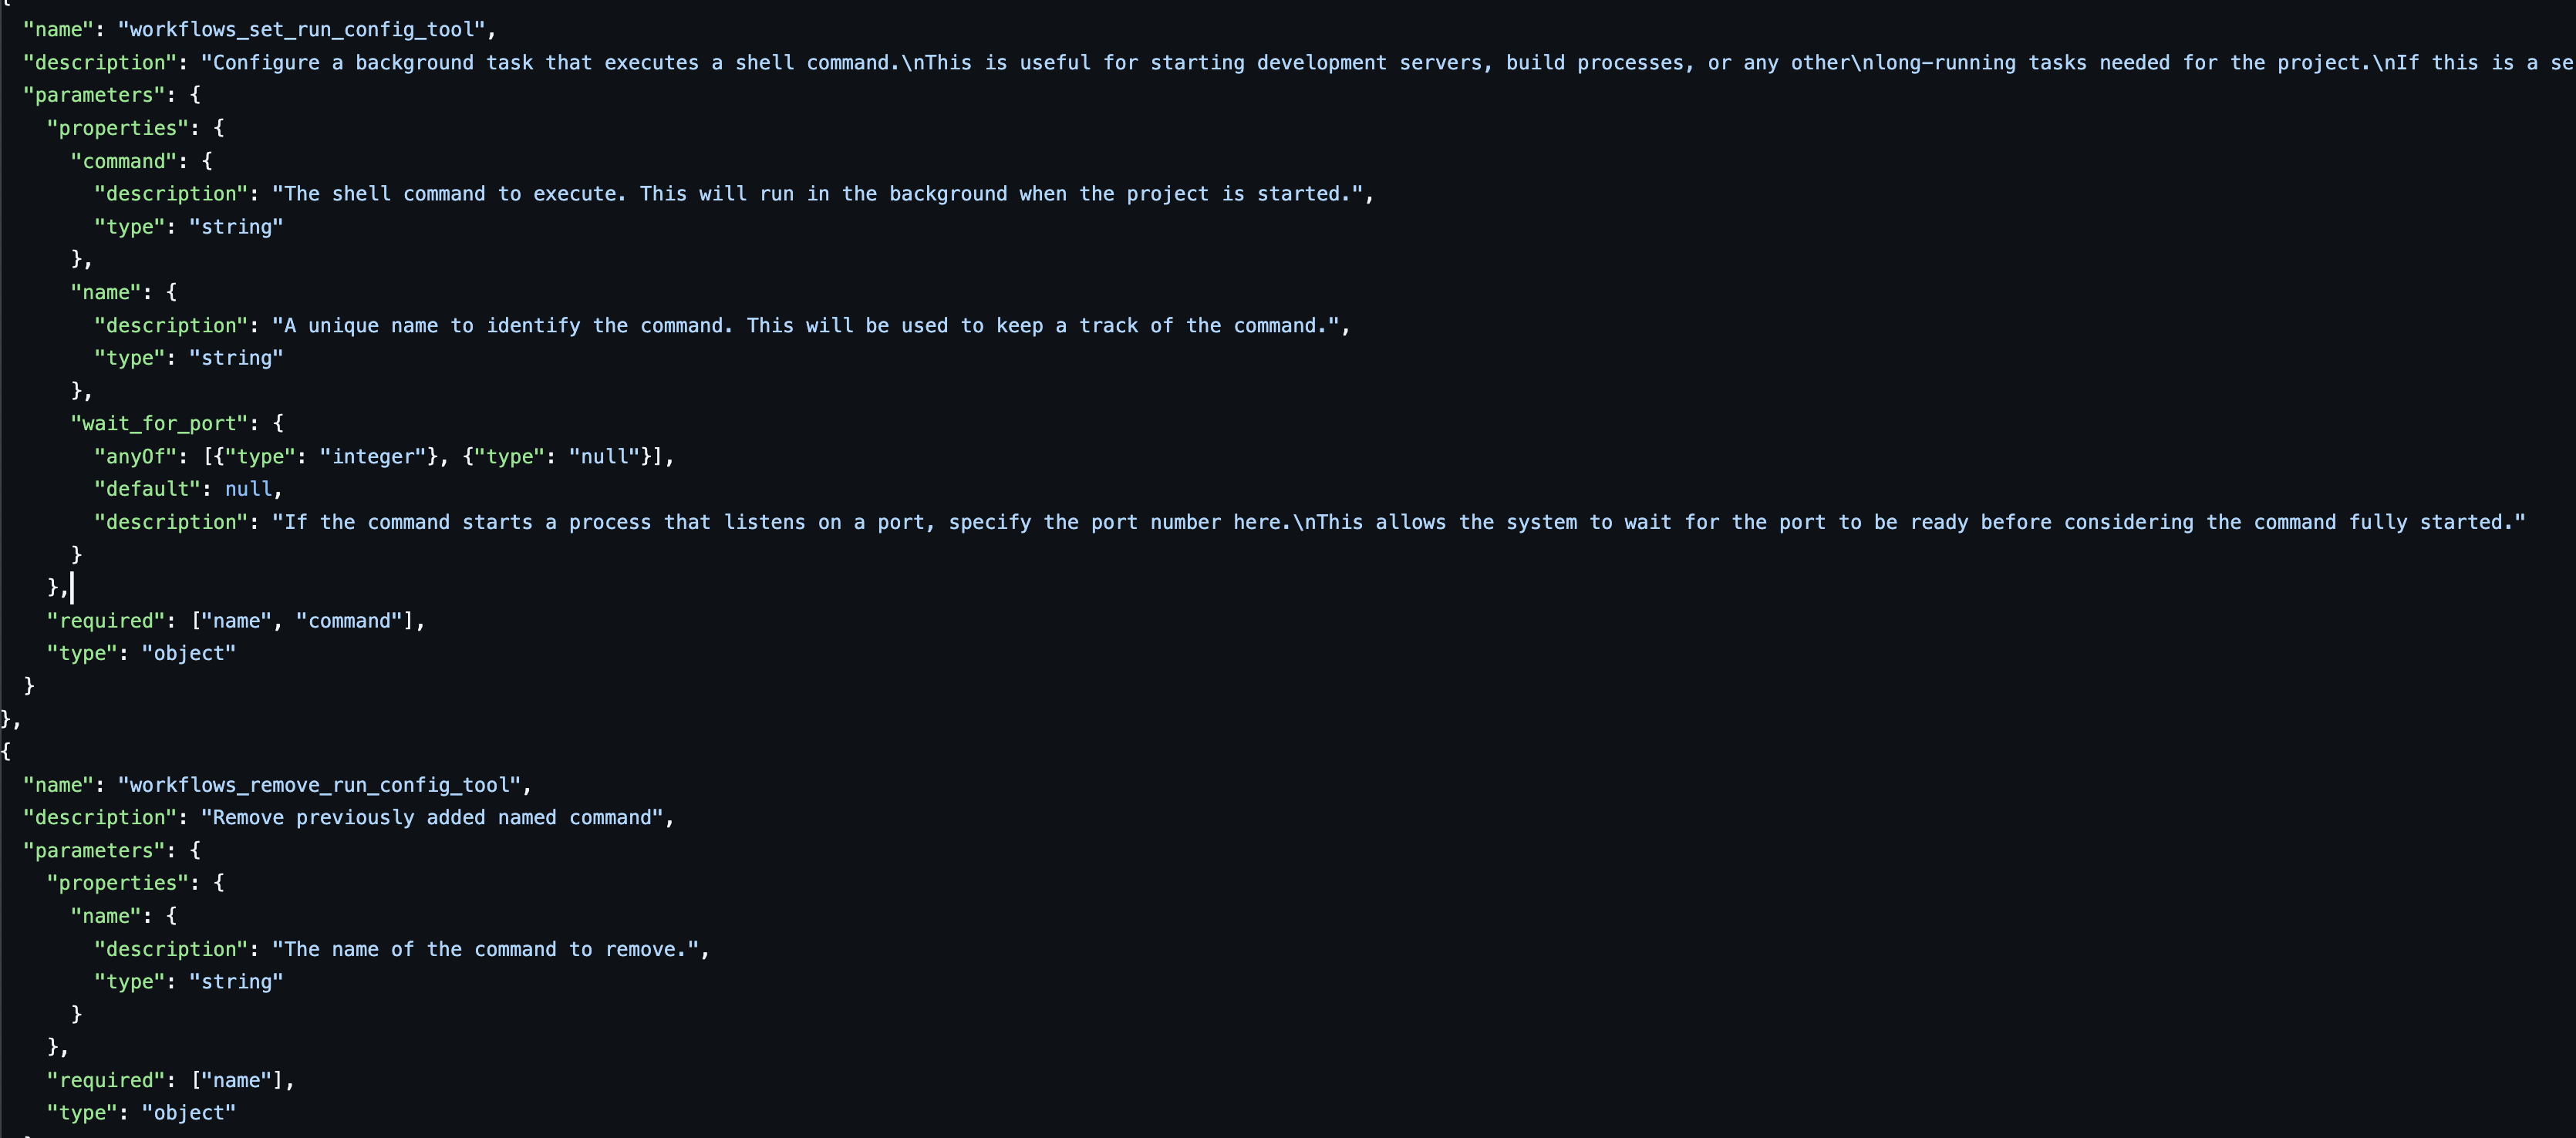 {
  "name": "workflows_set_run_config_tool",
  "description": "Configure a background task that executes a shell command.\nThis is useful for starting development servers, build processes, or any other\nlong-running tasks needed for the project.\nIf this is a se
  "parameters": {
    "properties": {
      "command": {
        "description": "The shell command to execute. This will run in the background when the project is started.",
        "type": "string"
      },
      "name": {
        "description": "A unique name to identify the command. This will be used to keep a track of the command.",
        "type": "string"
      },
      "wait_for_port": {
        "anyOf": [{"type": "integer"}, {"type": "null"}],
        "default": null,
        "description": "If the command starts a process that listens on a port, specify the port number here.\nThis allows the system to wait for the port to be ready before considering the command fully started."
      }
    },
    "required": ["name", "command"],
    "type": "object"
  }
},
{
  "name": "workflows_remove_run_config_tool",
  "description": "Remove previously added named command",
  "parameters": {
    "properties": {
      "name": {
        "description": "The name of the command to remove.",
        "type": "string"
      }
    },
    "required": ["name"],
    "type": "object"